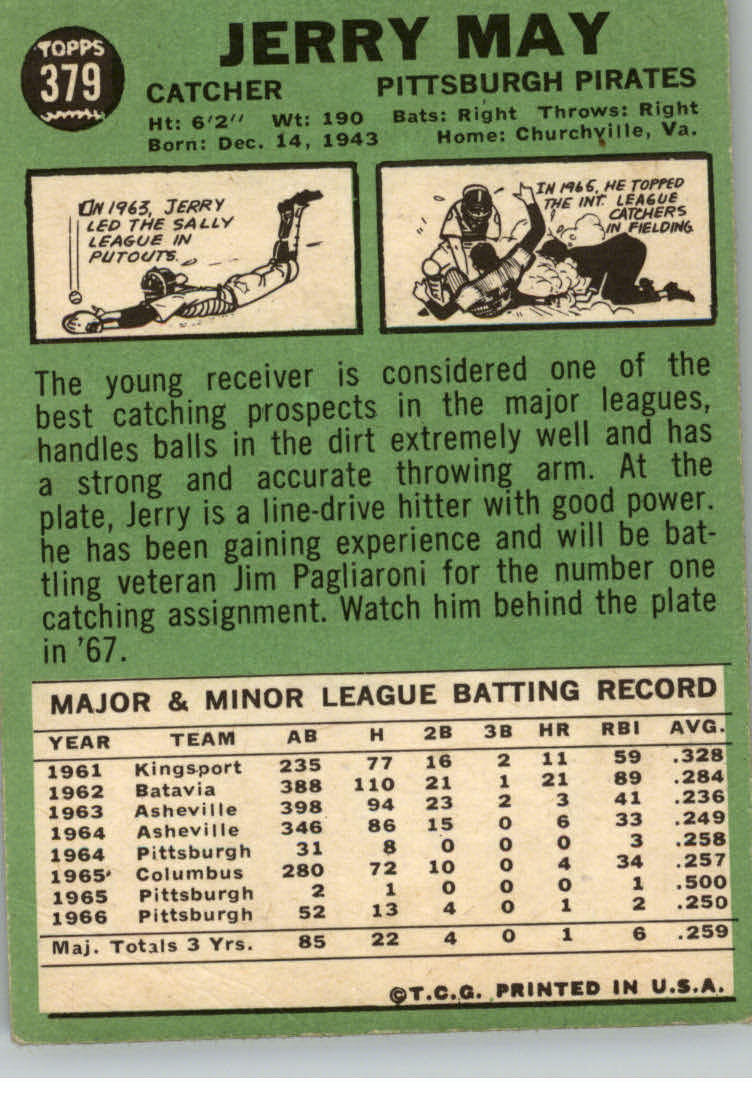 TOPPS
379
JERRY MAY
CATCHER PITTSBURGH PIRATES
Ht: 6'2" Wt: 190 Bats: Right Throws: Right
Born: Dec. 14, 1943 Home: Churchville, Va.
IN 1963, JERRY
LED THE SALLY
LEAGUE IN
PUTOUTS.
IN 1965, HE TOPPED
THE INT. LEAGUE
CATCHERS
IN FIELDING.
The young receiver is considered one of the
best catching prospects in the major leagues,
handles balls in the dirt extremely well and has
a strong and accurate throwing arm. At the
plate, Jerry is a line-drive hitter with good power.
he has been gaining experience and will be bat-
tling veteran Jim Pagliaroni for the number one
catching assignment. Watch him behind the plate
in '67.
MAJOR & MINOR LEAGUE BATTING RECORD
YEAR TEAM AB H 2B 3B HR RBI AVG.
1961 Kingsport 235 77 16 2 11 59 .328
1962 Batavia 388 110 21 1 21 89 .284
1963 Asheville 398 94 23 2 3 41 .236
1964 Asheville 346 86 15 0 6 33 .249
1964 Pittsburgh 31 8 0 0 0 3 .258
1965 Columbus 280 72 10 0 4 34 .257
1965 Pittsburgh 2 1 0 0 0 1 .500
1966 Pittsburgh 52 13 4 0 1 2 .250
Maj. Totals 3 Yrs. 85 22 4 0 1 6 .259
©T.C.G. PRINTED IN U.S.A.